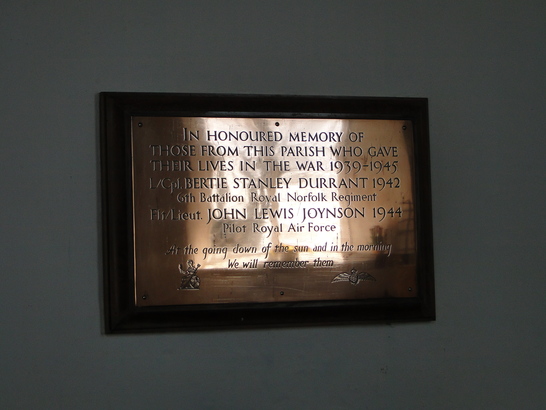 IN HONOURED MEMORY OF
THOSE FROM THIS PARISH WHO GAVE
THEIR LIVES IN THE WAR 1939-1945
L/Cpl. BERTIE STANLEY DURRANT 1942
6th Battalion Royal Norfolk Regiment
Flt/Lieut. JOHN LEWIS JOYNSON 1944
Pilot Royal Air Force
At the going down of the sun and in the morning
We will remember them